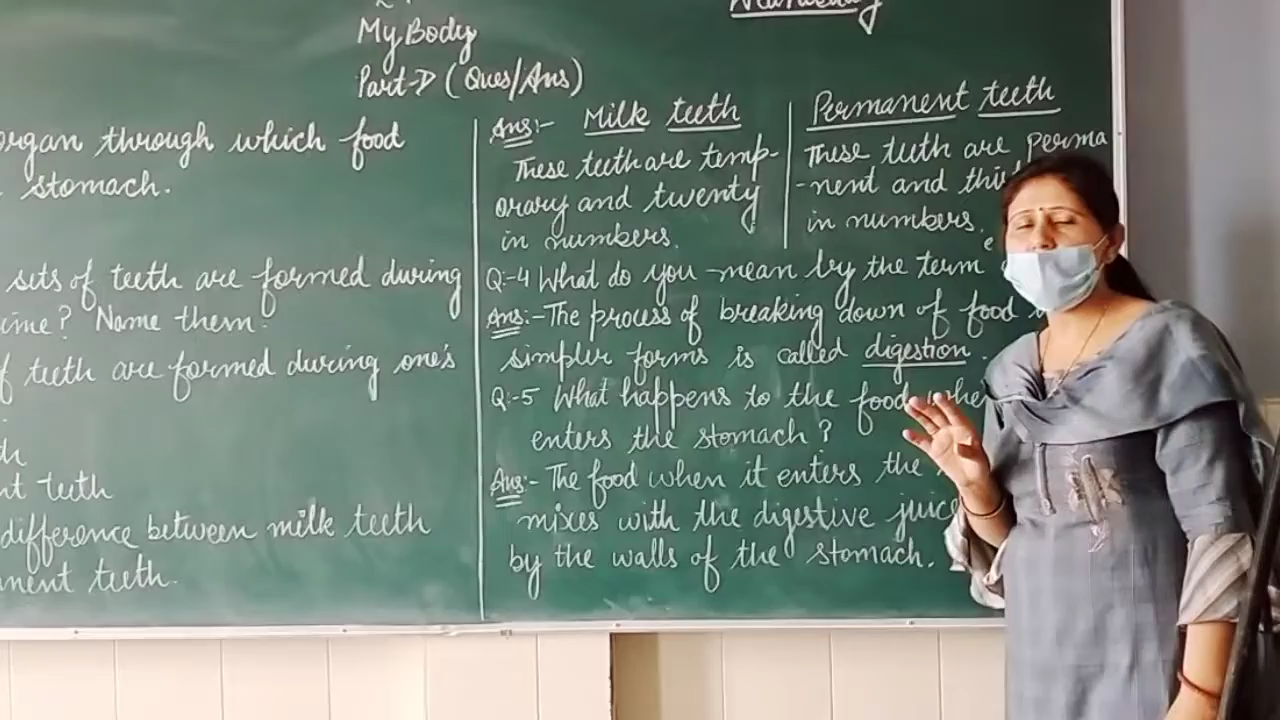 My Body
Part-D (Ques/Ans)
organ through which food
stomach.
sets of teeth are formed during
time? Name them.
of teeth are formed during one's
teeth
difference between milk teeth
teeth.
Ans:- Milk teeth
These teeth are temp-
orary and twenty
in numbers.
Permanent teeth
These teeth are perma
-nent and
in numbers.
Q:-4 What do you mean by the term
Ans:-The process of breaking down of food
simpler forms is called digestion.
Q:-5 What happens to the food
enters the stomach?
Ans:- The food when it enters the
mixes with the digestive
by the walls of the stomach.